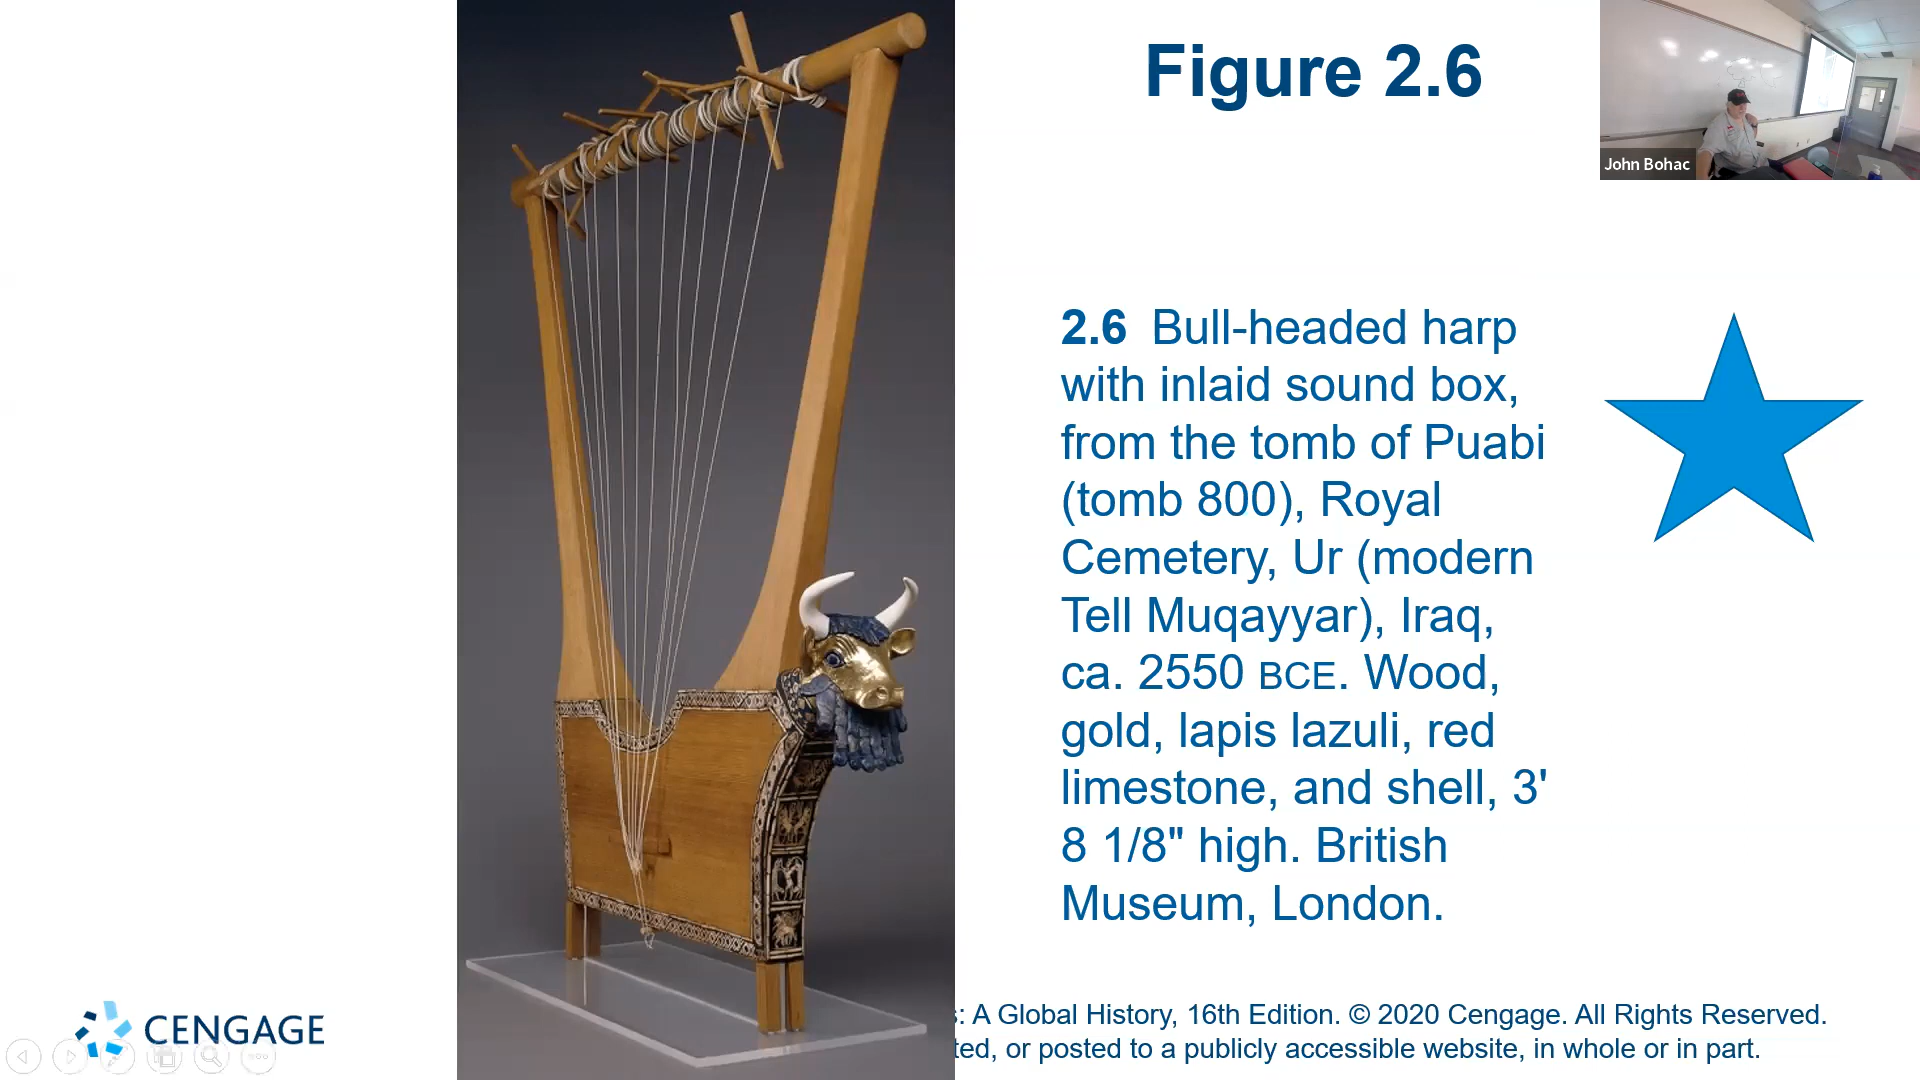 Figure 2.6
John Bohac
2.6 Bull-headed harp
with inlaid sound box,
from the tomb of Puabi
(tomb 800), Royal
Cemetery, Ur (modern
Tell Muqayyar), Iraq,
ca. 2550 BCE. Wood,
gold, lapis lazuli, red
limestone, and shell, 3'
8 1/8" high. British
Museum, London.
CENGAGE
: A Global History, 16th Edition. © 2020 Cengage. All Rights Reserved.
or posted to a publicly accessible website, in whole or in part.